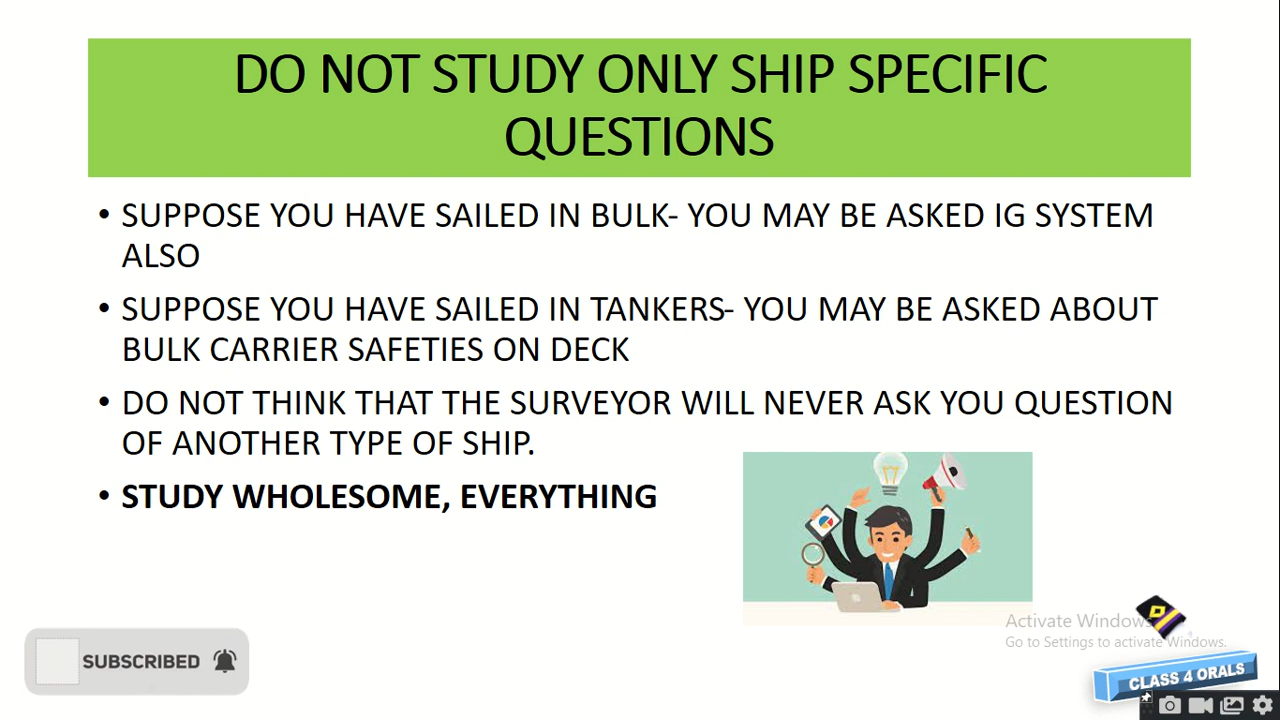 DO NOT STUDY ONLY SHIP SPECIFIC
QUESTIONS
• SUPPOSE YOU HAVE SAILED IN BULK- YOU MAY BE ASKED IG SYSTEM
ALSO
• SUPPOSE YOU HAVE SAILED IN TANKERS- YOU MAY BE ASKED ABOUT
BULK CARRIER SAFETIES ON DECK
• DO NOT THINK THAT THE SURVEYOR WILL NEVER ASK YOU QUESTION
OF ANOTHER TYPE OF SHIP.
• STUDY WHOLESOME, EVERYTHING
Activate Windows
Go to Settings to activate Windows.
SUBSCRIBED
CLASS 4 ORALS